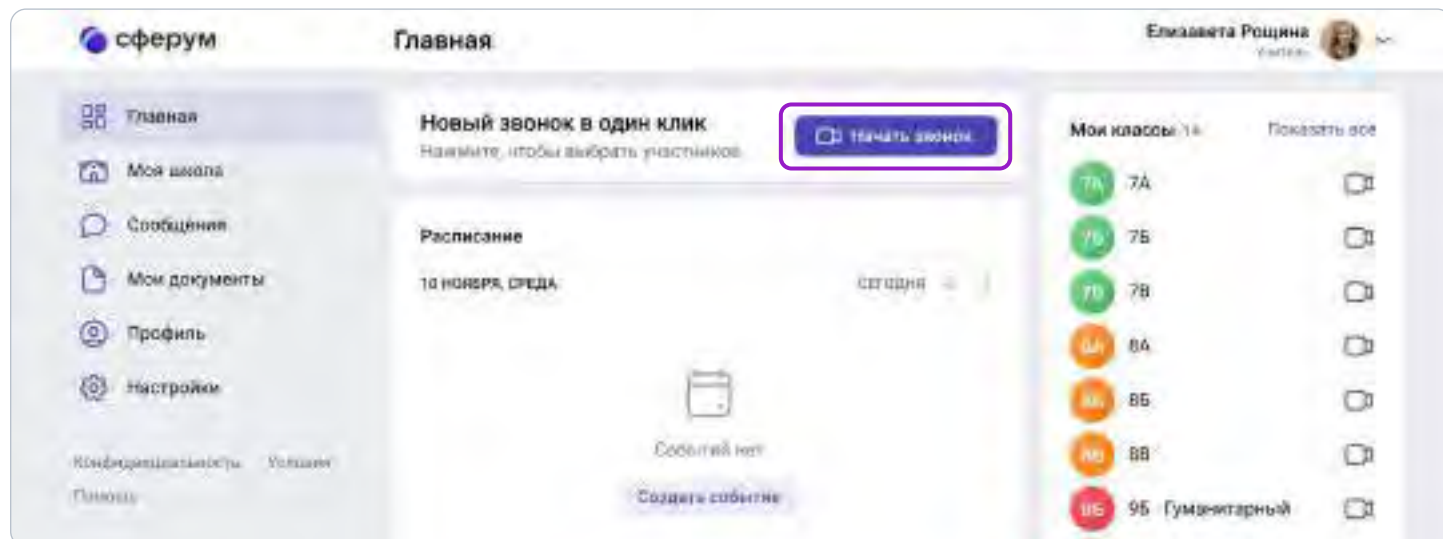 сферум
Главная
Елизавета Рощина
Учитель
Главная
Моя школа
Сообщения
Мои документы
Профиль
Настройки
Конфиденциальность Условия
Помощь
Новый звонок в один клик
Нажмите, чтобы выбрать участников
Начать звонок
Расписание
10 НОЯБРЯ, СРЕДА
СЕГОДНЯ
Событий нет
Создать событие
Мои классы 14 Показать все
7А 7А
7Б 7Б
7В 7В
8А 8А
8Б 8Б
8В 8В
9Б 9Б Гуманитарный